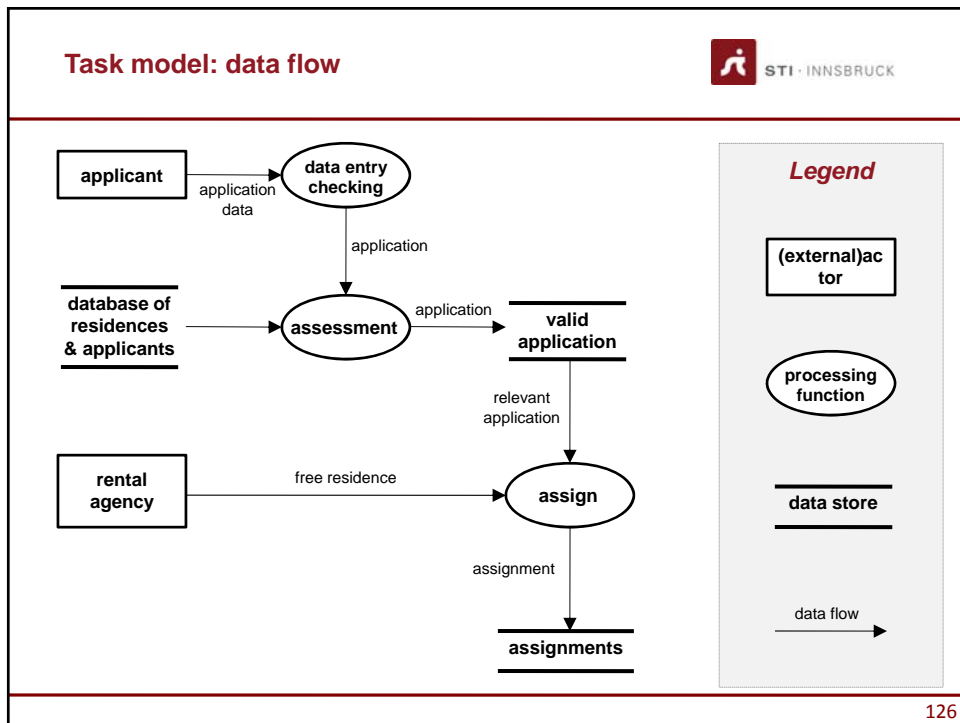 Task model: data flow
STI · INNSBRUCK
applicant
application
data
data entry
checking
application
database of
residences
& applicants
assessment
application
valid
application
relevant
application
rental
agency
free residence
assign
assignment
assignments
Legend
(external)ac
tor
processing
function
data store
data flow
126